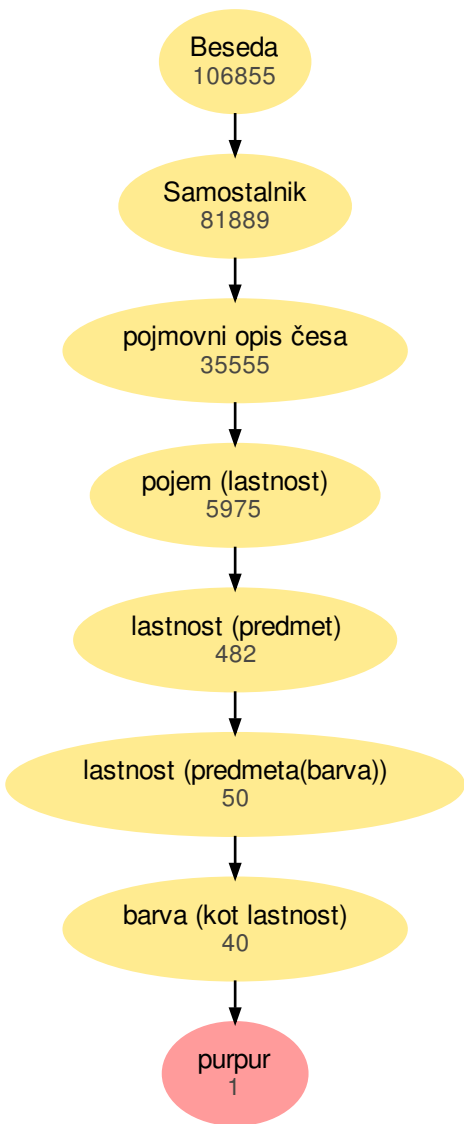 Beseda
106855
Samostalnik
81889
pojmovni opis česa
35555
pojem (lastnost)
5975
lastnost (predmet)
482
lastnost (predmeta(barva))
50
barva (kot lastnost)
40
purpur
1